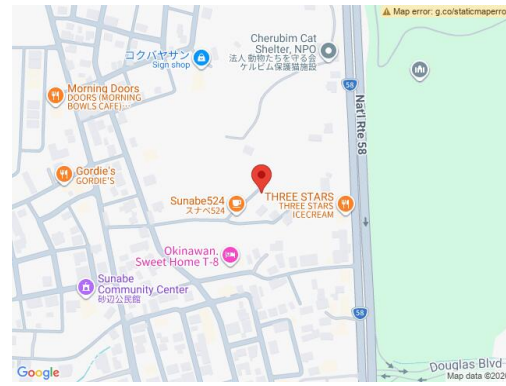 Map error: g.co/staticmaperro
Cherubim Cat
Shelter, NPO
法人 動物たちを守る会
ケルビム保護猫施設
コクバヤサン
Sign shop
Morning Doors
DOORS (MORNING
BOWLS CAFE)...
58
Nat'l Rte 58
Gordie's
GORDIE'S
Sunabe524
スナベ524
THREE STARS
THREE STARS
ICECREAM
Okinawan.
Sweet Home T-8
Sunabe
Community Center
砂辺公民館
58
Douglas Blvd
Google
Map data ©2026